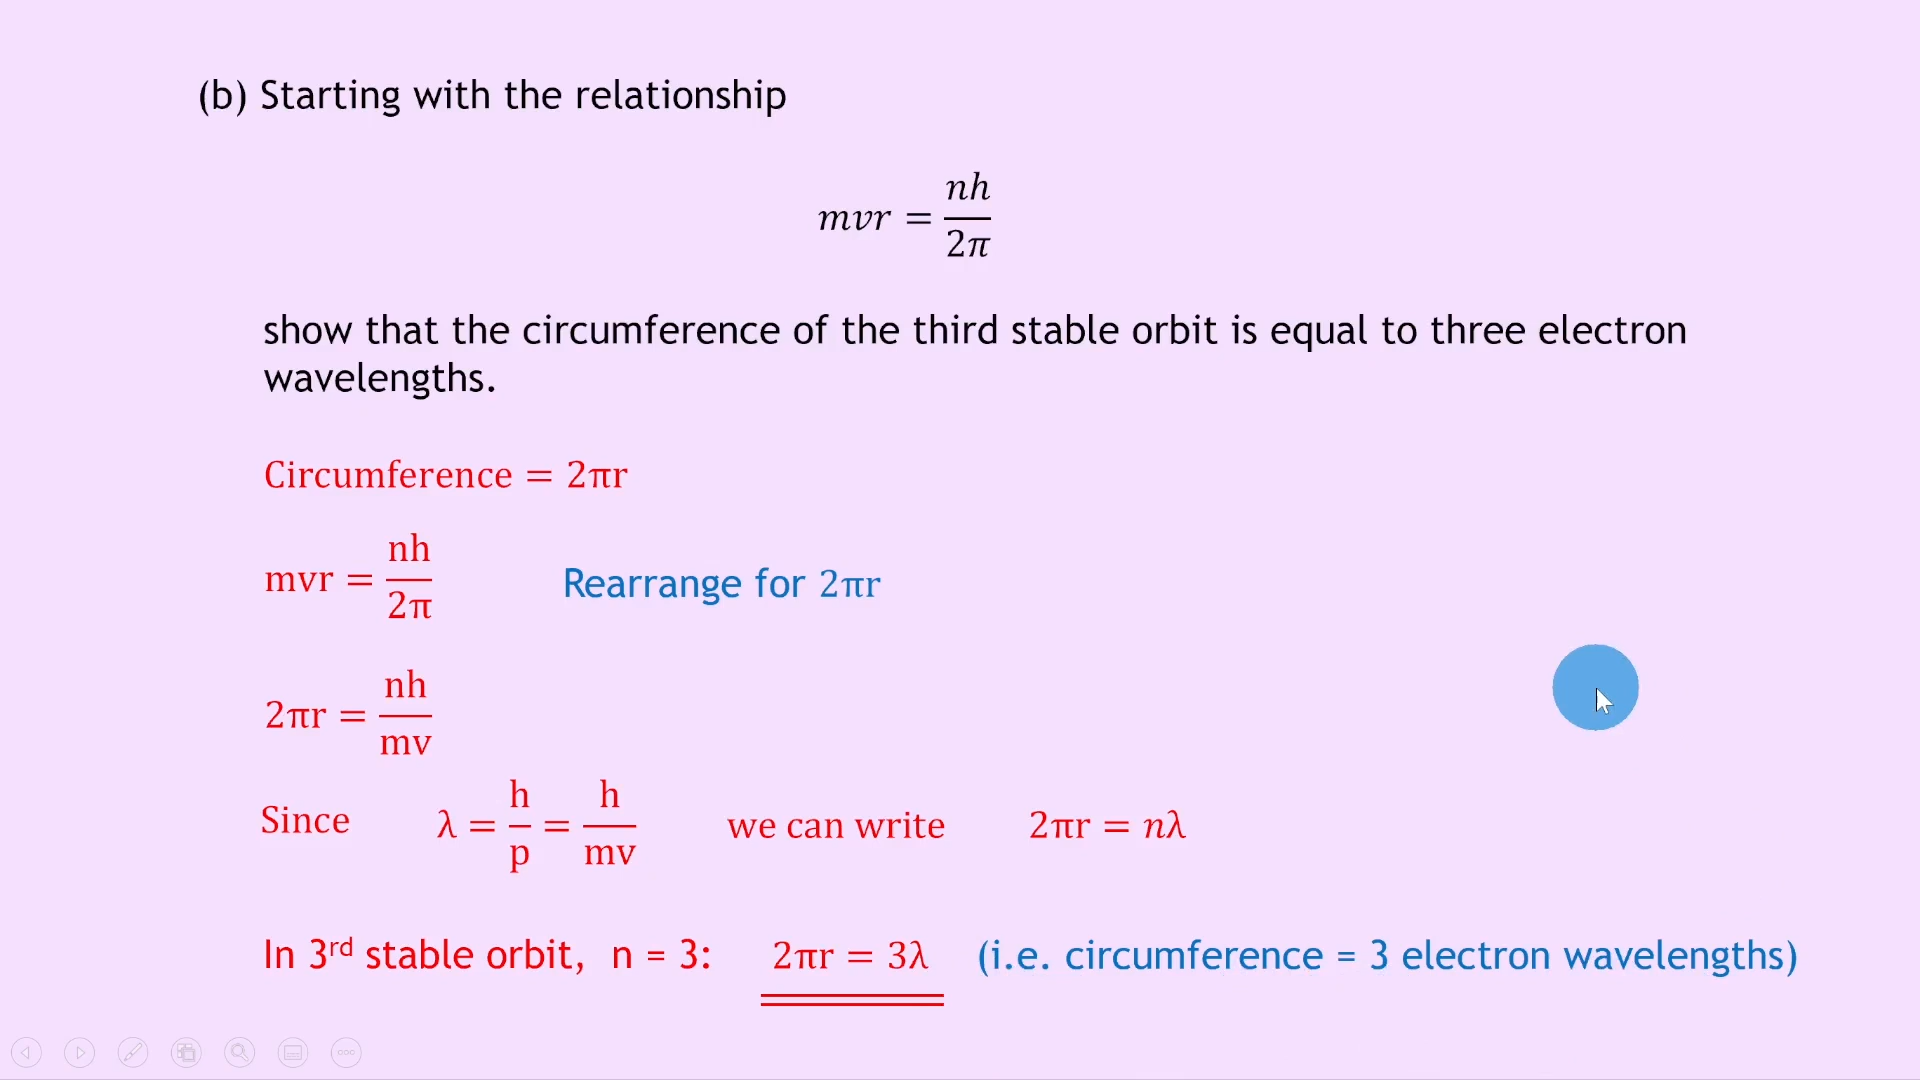 (b) Starting with the relationship
mvr = nh/2π
show that the circumference of the third stable orbit is equal to three electron
wavelengths.
Circumference = 2πr
mvr = nh/2π Rearrange for 2πr
2πr = nh/mv
Since λ = h/p = h/mv we can write 2πr = nλ
In 3rd stable orbit, n = 3: 2πr = 3λ (i.e. circumference = 3 electron wavelengths)